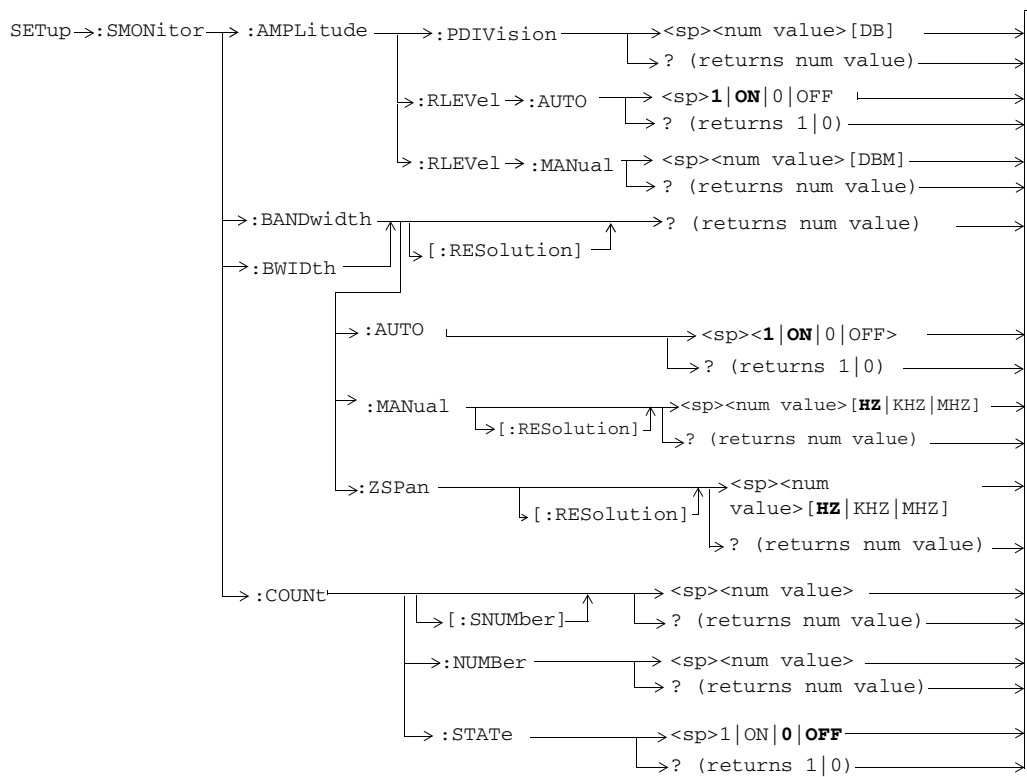 SETup :SMONitor :AMPLitude :PDIVision <sp><num value>[DB]
? (returns num value)
:RLEVel :AUTO <sp>1|ON|0|OFF
? (returns 1|0)
:RLEVel :MANual <sp><num value>[DBM]
? (returns num value)
:BANDwidth ? (returns num value)
[:RESolution]
:BWIDth
:AUTO <sp><1|ON|0|OFF>
? (returns 1|0)
:MANual <sp><num value>[HZ|KHZ|MHZ]
[:RESolution] ? (returns num value)
:ZSPan <sp><num
[:RESolution] value>[HZ|KHZ|MHZ]
? (returns num value)
:COUNt <sp><num value>
[:SNUMber] ? (returns num value)
:NUMBer <sp><num value>
? (returns num value)
:STATe <sp>1|ON|0|OFF
? (returns 1|0)